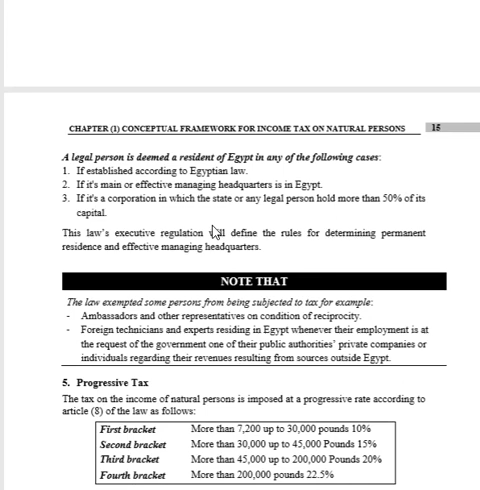 CHAPTER (1) CONCEPTUAL FRAMEWORK FOR INCOME TAX ON NATURAL PERSONS 15
A legal person is deemed a resident of Egypt in any of the following cases:
1. If established according to Egyptian law.
2. If it's main or effective managing headquarters is in Egypt.
3. If it's a corporation in which the state or any legal person hold more than 50% of its
capital.
This law's executive regulation will define the rules for determining permanent
residence and effective managing headquarters.
NOTE THAT
The law exempted some persons from being subjected to tax for example:
- Ambassadors and other representatives on condition of reciprocity.
- Foreign technicians and experts residing in Egypt whenever their employment is at
the request of the government one of their public authorities' private companies or
individuals regarding their revenues resulting from sources outside Egypt.
5. Progressive Tax
The tax on the income of natural persons is imposed at a progressive rate according to
article (8) of the law as follows:
First bracket More than 7,200 up to 30,000 pounds 10%
Second bracket More than 30,000 up to 45,000 Pounds 15%
Third bracket More than 45,000 up to 200,000 Pounds 20%
Fourth bracket More than 200,000 pounds 22.5%